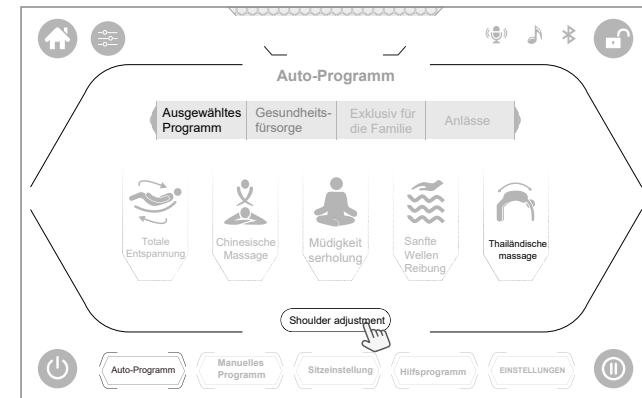 Auto-Programm
Ausgewähltes
Programm
Gesundheits-
fürsorge
Exklusiv für
die Familie
Anlässe
Totale
Entspannung
Chinesische
Massage
Müdigkeit
serholung
Sanfte
Wellen
Reibung
Thailändische
massage
Shoulder adjustment
Auto-Programm
Manuelles
Programm
Sitzeinstellung
Hilfsprogramm
EINSTELLUNGEN